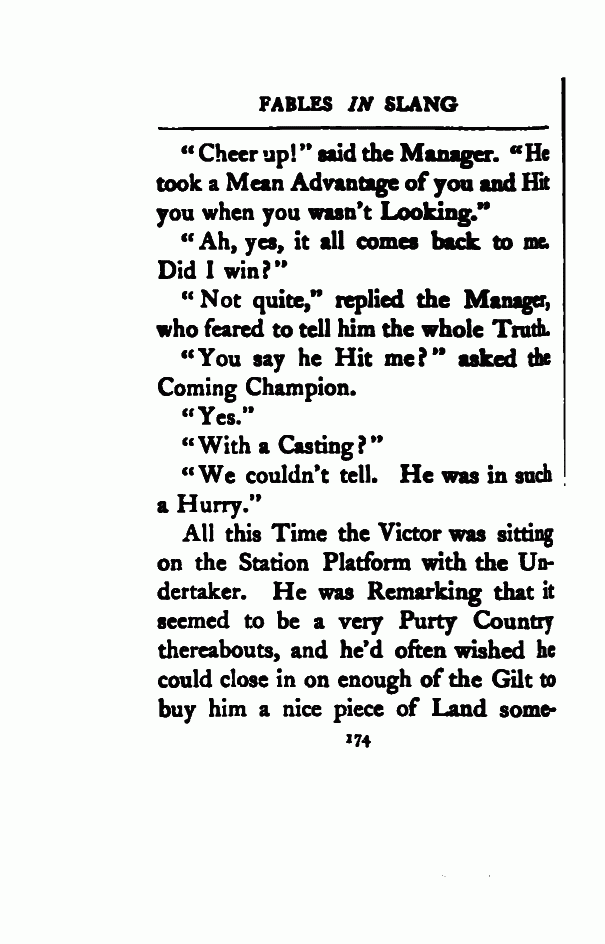 FABLES IN SLANG
“Cheer up!” said the Manager. “He
took a Mean Advantage of you and Hit
you when you wasn't Looking.”
“Ah, yes, it all comes back to me.
Did I win?”
“Not quite,” replied the Manager,
who feared to tell him the whole Truth.
“You say he Hit me?” asked the
Coming Champion.
“Yes.”
“With a Casting?”
“We couldn't tell. He was in such
a Hurry.”
All this Time the Victor was sitting
on the Station Platform with the Un-
dertaker. He was Remarking that it
seemed to be a very Purty Country
thereabouts, and he'd often wished he
could close in on enough of the Gilt to
buy him a nice piece of Land some-
174